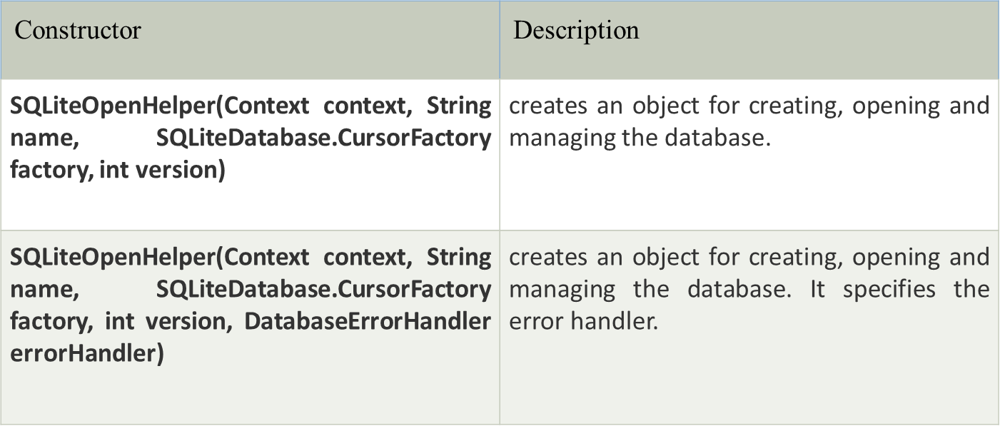 Constructor
Description
SQLiteOpenHelper(Context context, String
name, SQLiteDatabase.CursorFactory
factory, int version)
creates an object for creating, opening and
managing the database.
SQLiteOpenHelper(Context context, String
name, SQLiteDatabase.CursorFactory
factory, int version, DatabaseErrorHandler
errorHandler)
creates an object for creating, opening and
managing the database. It specifies the
error handler.